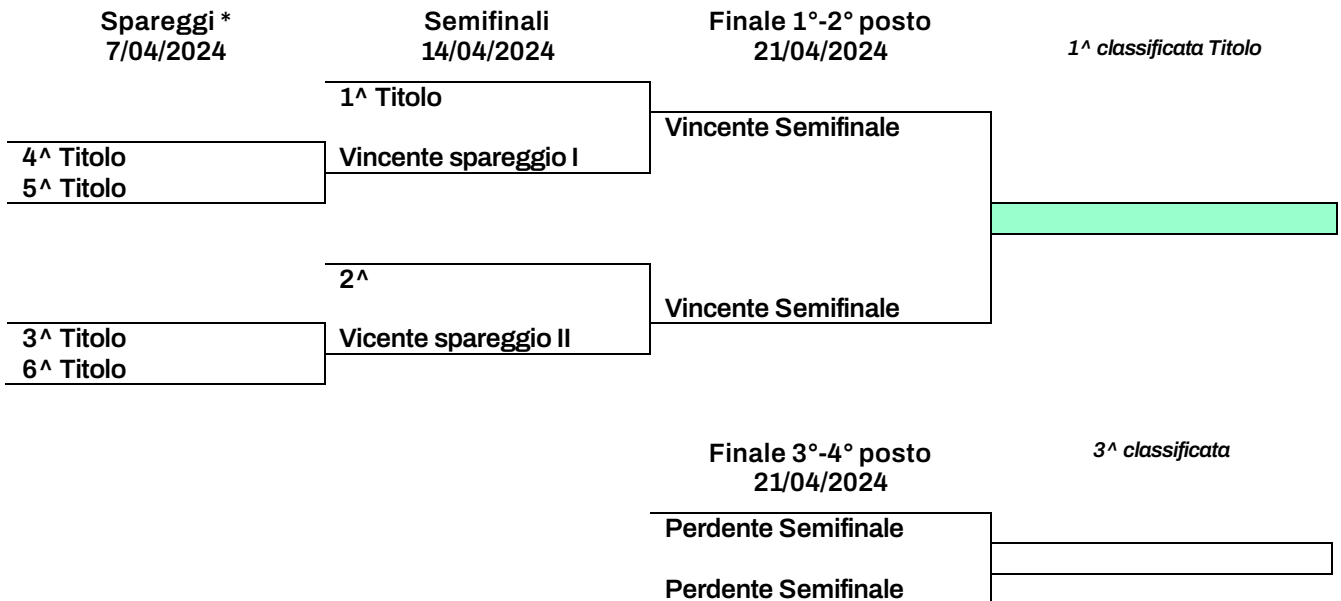 Spareggi *
7/04/2024
Semifinali
14/04/2024
Finale 1°-2° posto
21/04/2024
1^ classificata Titolo
1^ Titolo
Vincente Semifinale
4^ Titolo
Vincente spareggio I
5^ Titolo
2^
Vincente Semifinale
3^ Titolo
Vicente spareggio II
6^ Titolo
Finale 3°-4° posto
21/04/2024
3^ classificata
Perdente Semifinale
Perdente Semifinale